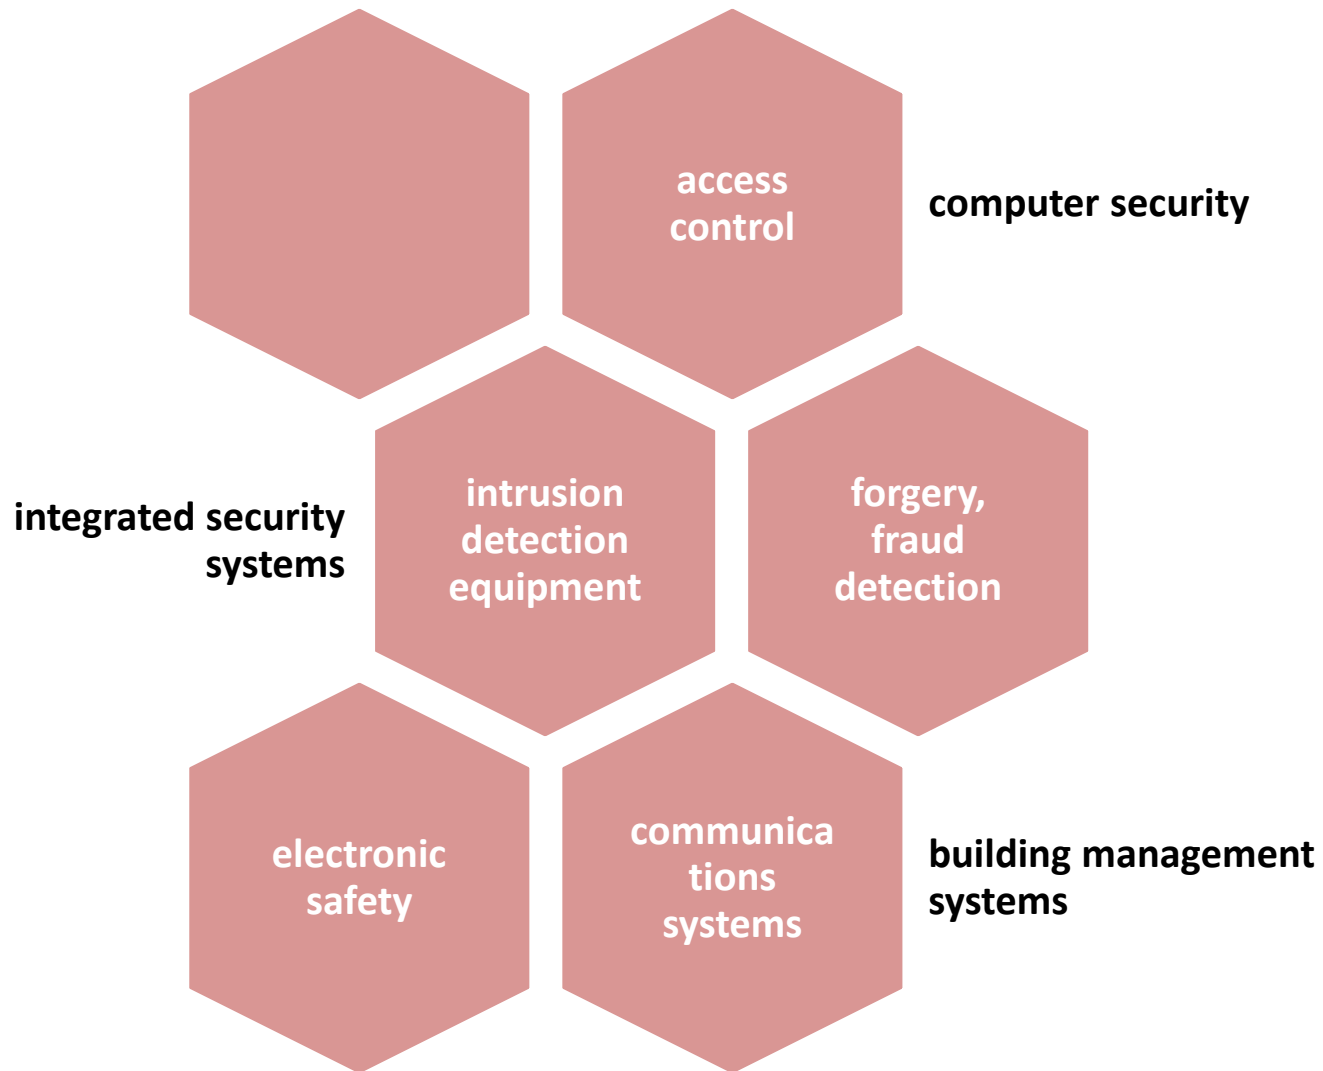 access
control
computer security
integrated security
systems
intrusion
detection
equipment
forgery,
fraud
detection
electronic
safety
communica
tions
systems
building management
systems